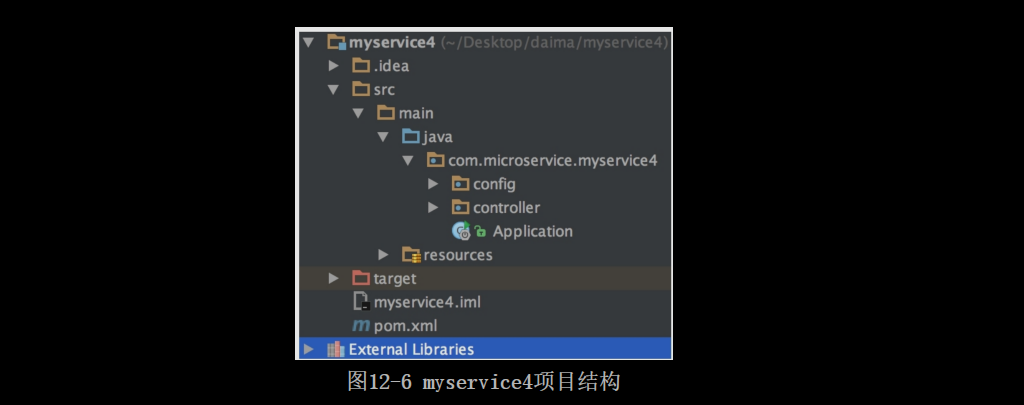 myservice4 (~/Desktop/daima/myservice4)
.idea
src
main
java
com.microservice.myservice4
config
controller
Application
resources
target
myservice4.iml
pom.xml
External Libraries
图12-6 myservice4项目结构